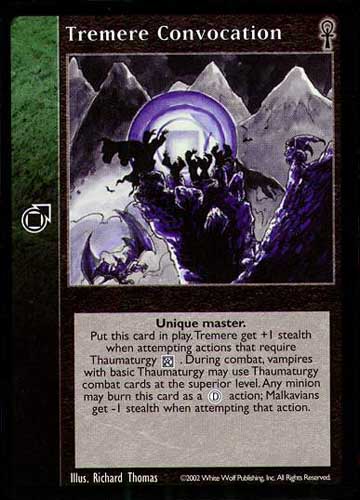 Tremere Convocation
Unique master.
Put this card in play. Tremere get +1 stealth
when attempting actions that require
Thaumaturgy . During combat, vampires
with basic Thaumaturgy may use Thaumaturgy
combat cards at the superior level. Any minion
may burn this card as a D action; Malkavians
get -1 stealth when attempting that action.
Illus. Richard Thomas ©2002 White Wolf Publishing, Inc. All Rights Reserved.